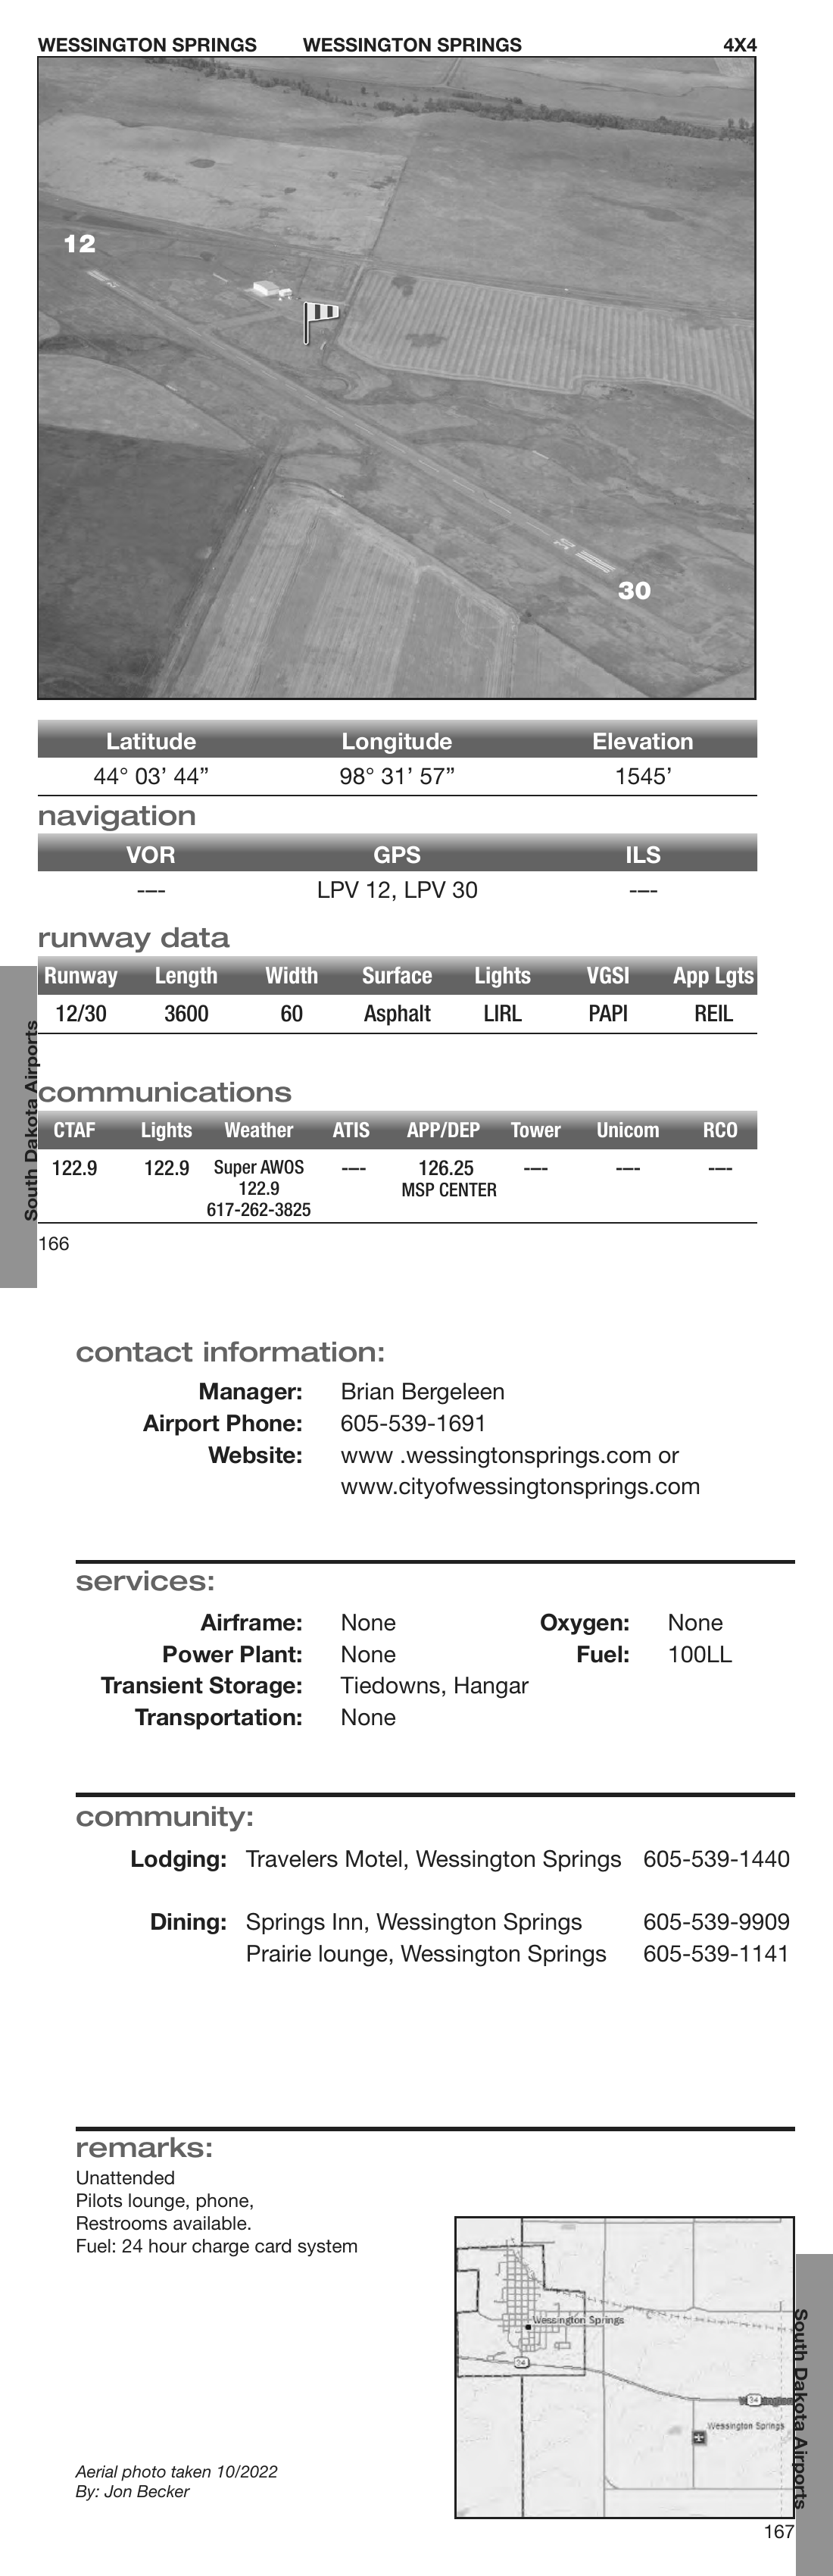 WESSINGTON SPRINGS WESSINGTON SPRINGS 4X4
12
30
Latitude Longitude Elevation
44° 03’ 44” 98° 31’ 57” 1545’
navigation
VOR GPS ILS
---- LPV 12, LPV 30 ----
runway data
Runway Length Width Surface Lights VGSI App Lgts
12/30 3600 60 Asphalt LIRL PAPI REIL
South Dakota Airports
communications
CTAF Lights Weather ATIS APP/DEP Tower Unicom RCO
122.9 122.9 Super AWOS ---- 126.25 ---- ---- ----
122.9 MSP CENTER
617-262-3825
166
contact information:
Manager: Brian Bergeleen
Airport Phone: 605-539-1691
Website: www .wessingtonsprings.com or
www.cityofwessingtonsprings.com
services:
Airframe: None Oxygen: None
Power Plant: None Fuel: 100LL
Transient Storage: Tiedowns, Hangar
Transportation: None
community:
Lodging: Travelers Motel, Wessington Springs 605-539-1440
Dining: Springs Inn, Wessington Springs 605-539-9909
Prairie lounge, Wessington Springs 605-539-1141
remarks:
Unattended
Pilots lounge, phone,
Restrooms available.
Fuel: 24 hour charge card system
Wessington Springs
34
34
Wessington Springs
South Dakota Airports
Aerial photo taken 10/2022
By: Jon Becker
167